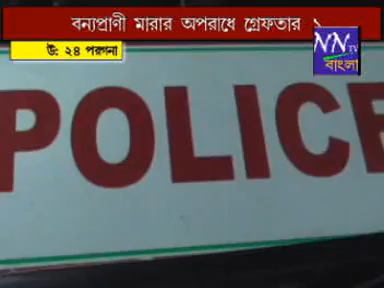 বন্যপ্রাণী মারার অপরাধে গ্রেফতার ১
উ: ২৪ পরগনা
NN TV
বাংলা
POLICE